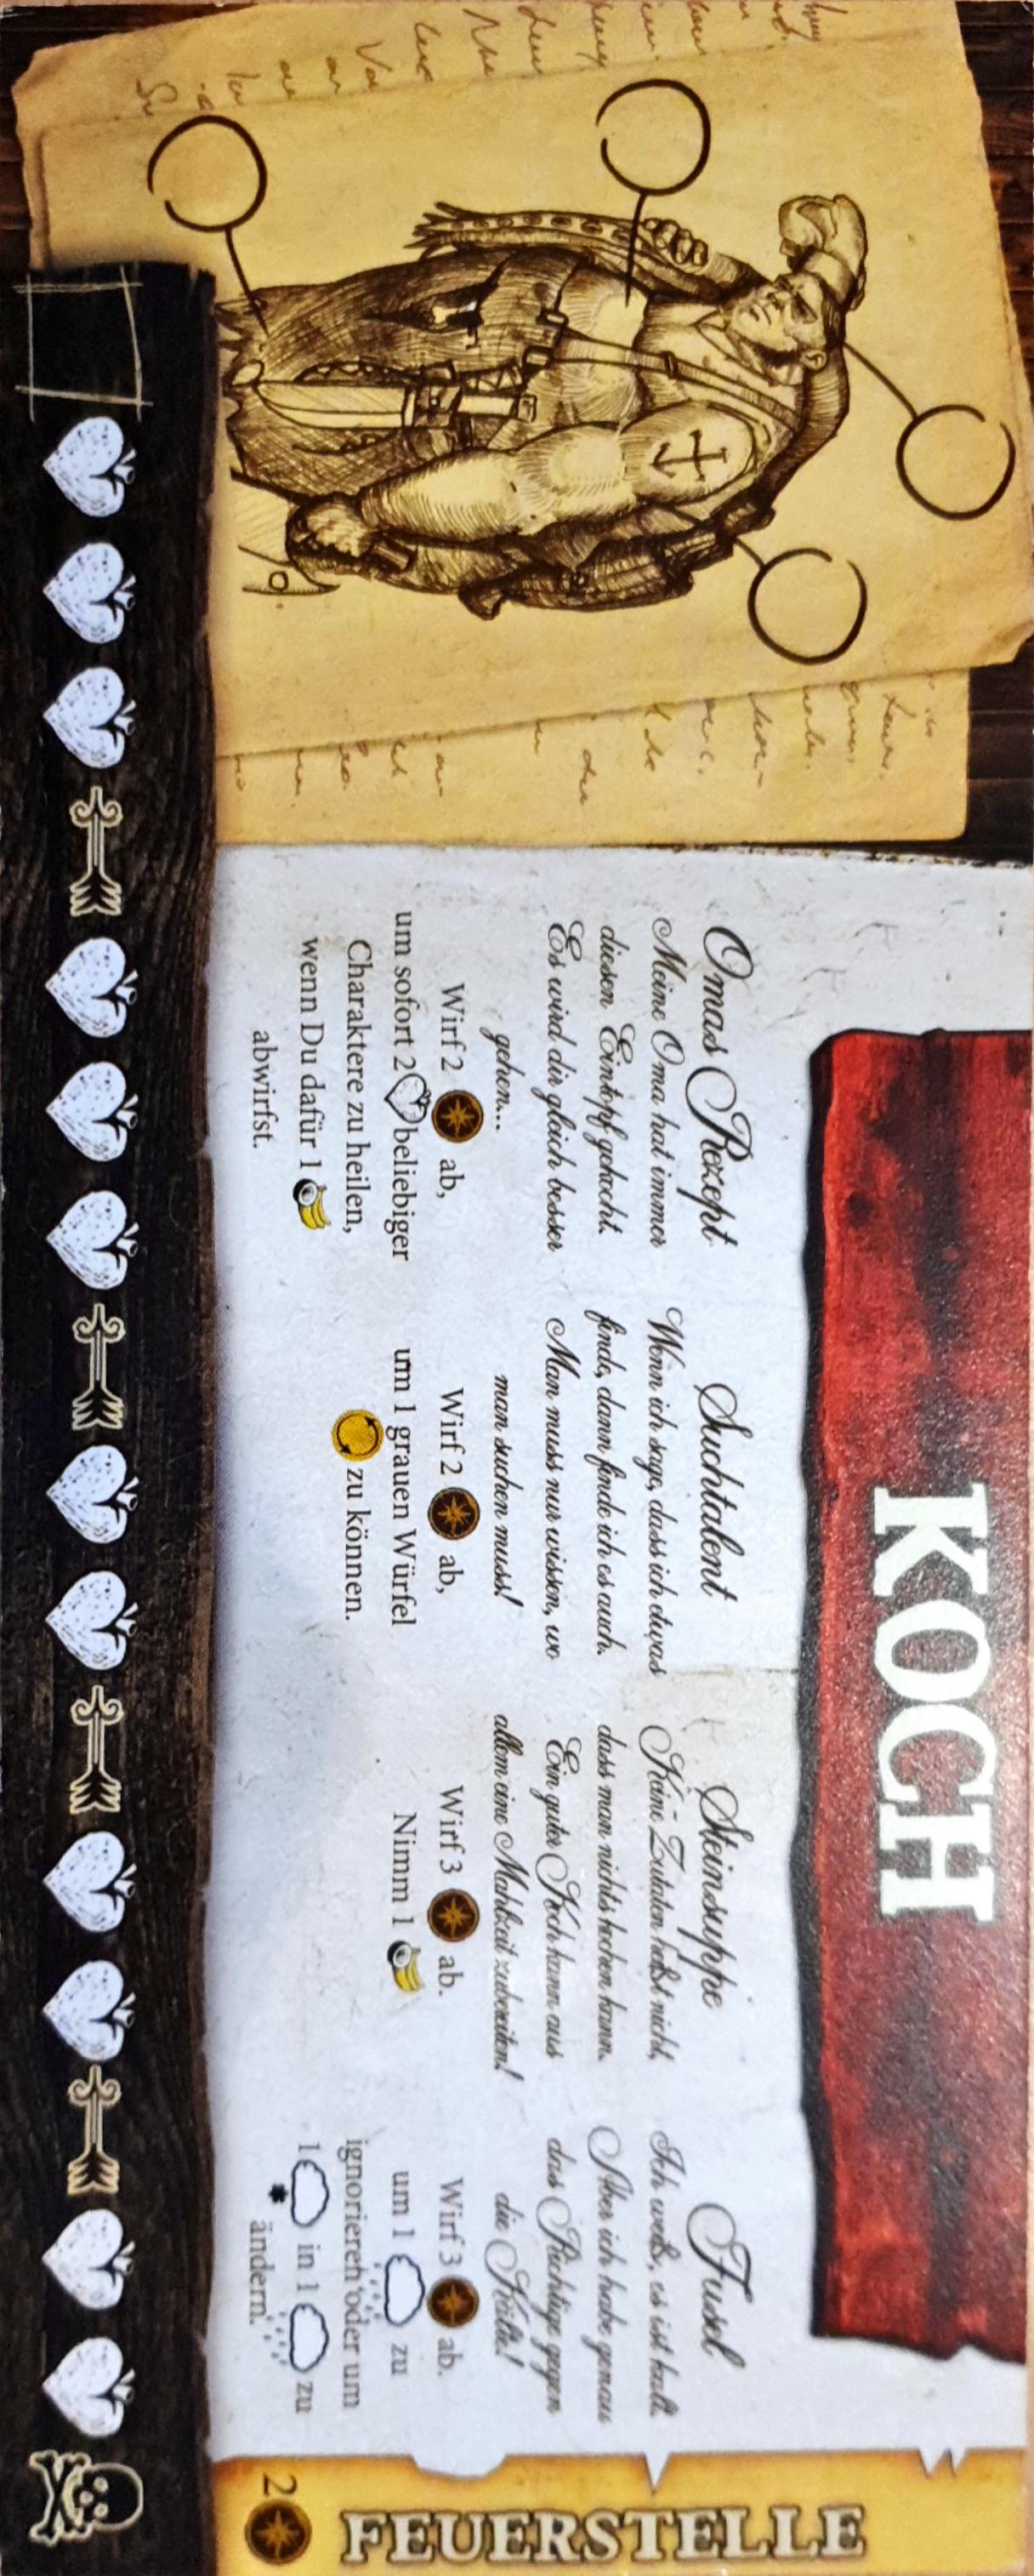 KOCH
Omas Rezept
Meine Oma hat immer
diesen Eintopf gekocht.
Es wird dir gleich besser
gehen...
Wirf 2 ab,
um sofort 2 beliebiger
Charaktere zu heilen,
wenn Du dafür 1
abwirfst.
Suchtalent
Wenn ich sage, dass ich etwas
finde, dann finde ich es auch.
Man muss nur wissen, wo
man suchen muss!
Wirf 2 ab,
um 1 grauen Würfel
zu können.
Steinsuppe
Keine Zutaten heißt nicht,
dass man nichts kochen kann.
Ein guter Koch kann aus
allem eine Mahlzeit zubereiten!
Wirf 3 ab.
Nimm 1
Fusel
Ich weiß, es ist kalt.
Aber ich habe genau
das Richtige gegen
die Kälte!
Wirf 3 ab.
um 1 zu
ignorieren oder um
1 in 1 zu
ändern.
FEUERSTELLE
2